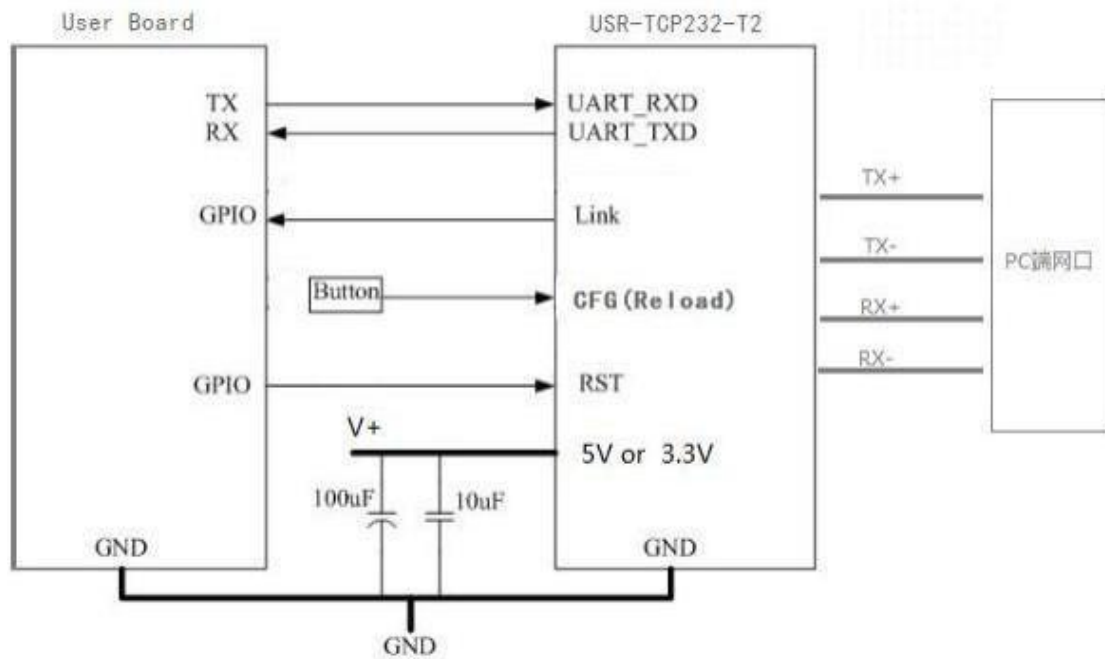 User Board
USR-TCP232-T2
TX
UART_RXD
RX
UART_TXD
TX+
GPIO
Link
TX-
PC端网口
Button
CFG(Reload)
RX+
RX-
GPIO
RST
V+
5V or 3.3V
100uF
10uF
GND
GND
GND